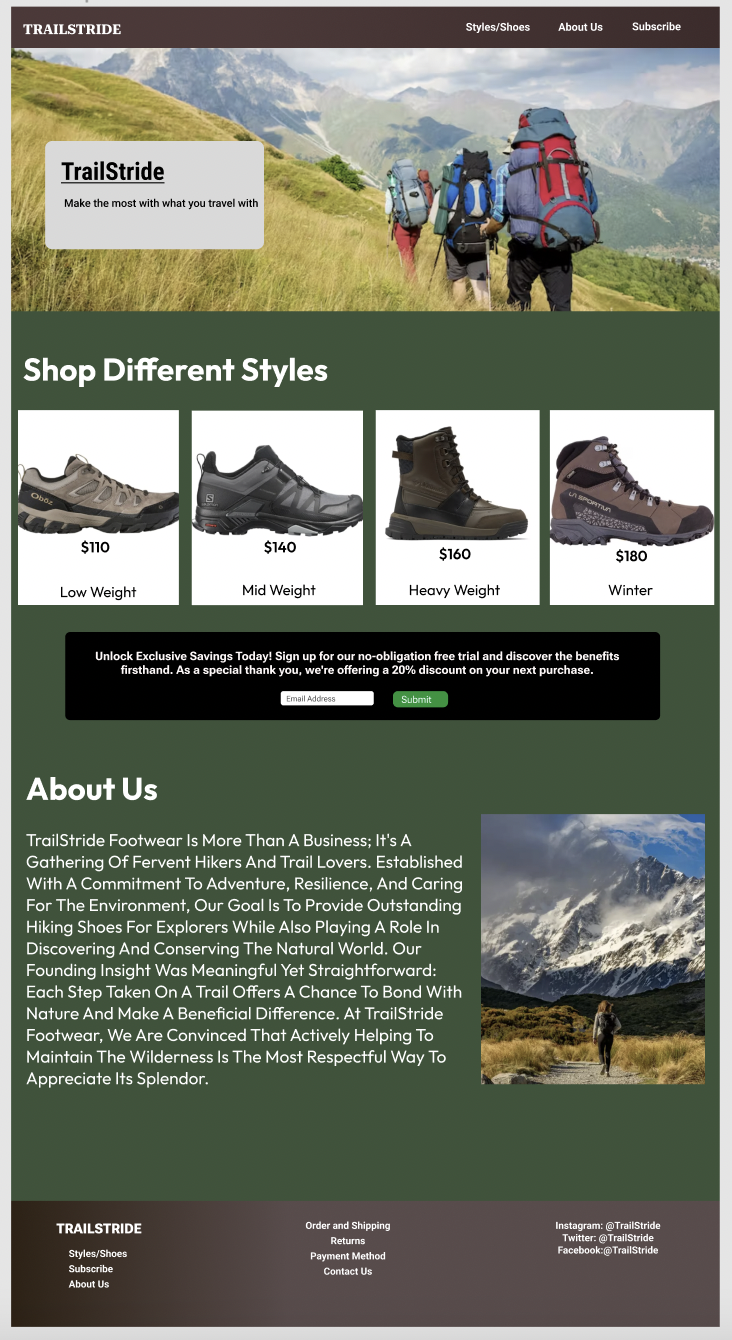 TRAILSTRIDE
Styles/Shoes
About Us
Subscribe
TrailStride
Make the most with what you travel with
Shop Different Styles
Oboz
$110
Low Weight
S
SALOMON
$140
Mid Weight
$160
Heavy Weight
LA SPORTIVA
$180
Winter
Unlock Exclusive Savings Today! Sign up for our no-obligation free trial and discover the benefits
firsthand. As a special thank you, we're offering a 20% discount on your next purchase.
Email Address
Submit
About Us
TrailStride Footwear Is More Than A Business; It's A
Gathering Of Fervent Hikers And Trail Lovers. Established
With A Commitment To Adventure, Resilience, And Caring
For The Environment, Our Goal Is To Provide Outstanding
Hiking Shoes For Explorers While Also Playing A Role In
Discovering And Conserving The Natural World. Our
Founding Insight Was Meaningful Yet Straightforward:
Each Step Taken On A Trail Offers A Chance To Bond With
Nature And Make A Beneficial Difference. At TrailStride
Footwear, We Are Convinced That Actively Helping To
Maintain The Wilderness Is The Most Respectful Way To
Appreciate Its Splendor.
TRAILSTRIDE
Styles/Shoes
Subscribe
About Us
Order and Shipping
Returns
Payment Method
Contact Us
Instagram: @TrailStride
Twitter: @TrailStride
Facebook:@TrailStride